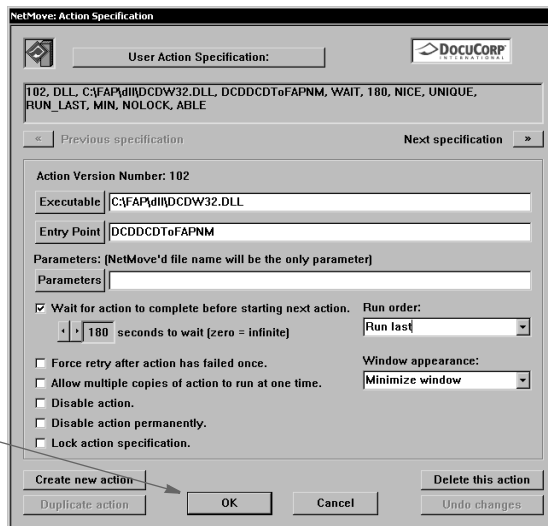 NetMove: Action Specification
User Action Specification:
DOCUCORP
INTERNATIONAL
102, DLL, C:\FAP\dll\DCDW32.DLL, DCDDCDToFAPNM, WAIT, 180, NICE, UNIQUE,
RUN_LAST, MIN, NOLOCK, ABLE
« Previous specification
Next specification »
Action Version Number: 102
Executable C:\FAP\dll\DCDW32.DLL
Entry Point DCDDCDToFAPNM
Parameters: (NetMove'd file name will be the only parameter)
Parameters
Wait for action to complete before starting next action.
Run order:
180 seconds to wait (zero = infinite)
Run last
Force retry after action has failed once.
Window appearance:
Allow multiple copies of action to run at one time.
Minimize window
Disable action.
Disable action permanently.
Lock action specification.
Create new action
Delete this action
Duplicate action
OK
Cancel
Undo changes